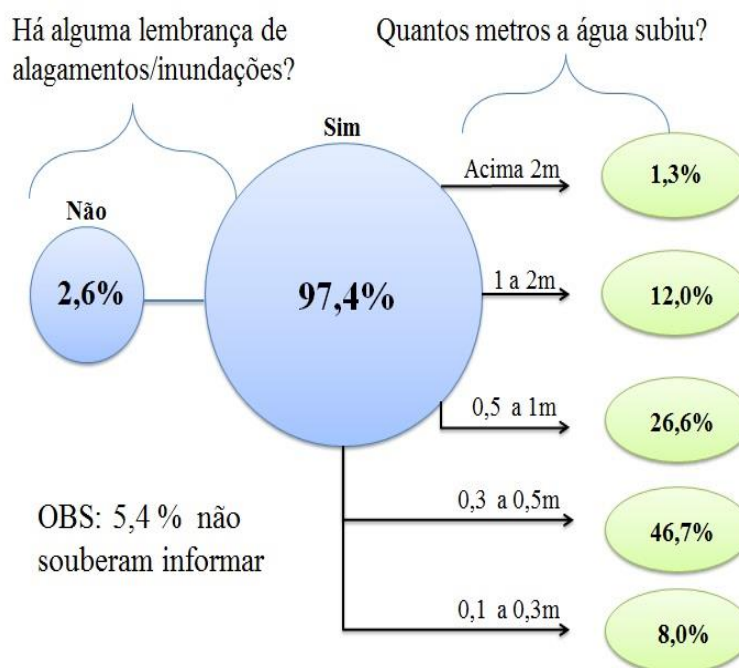 Há alguma lembrança de
alagamentos/inundações?
Quantos metros a água subiu?
Sim
Não
2,6%
97,4%
Acima 2m
1,3%
1 a 2m
12,0%
0,5 a 1m
26,6%
0,3 a 0,5m
46,7%
0,1 a 0,3m
8,0%
OBS: 5,4 % não
souberam informar